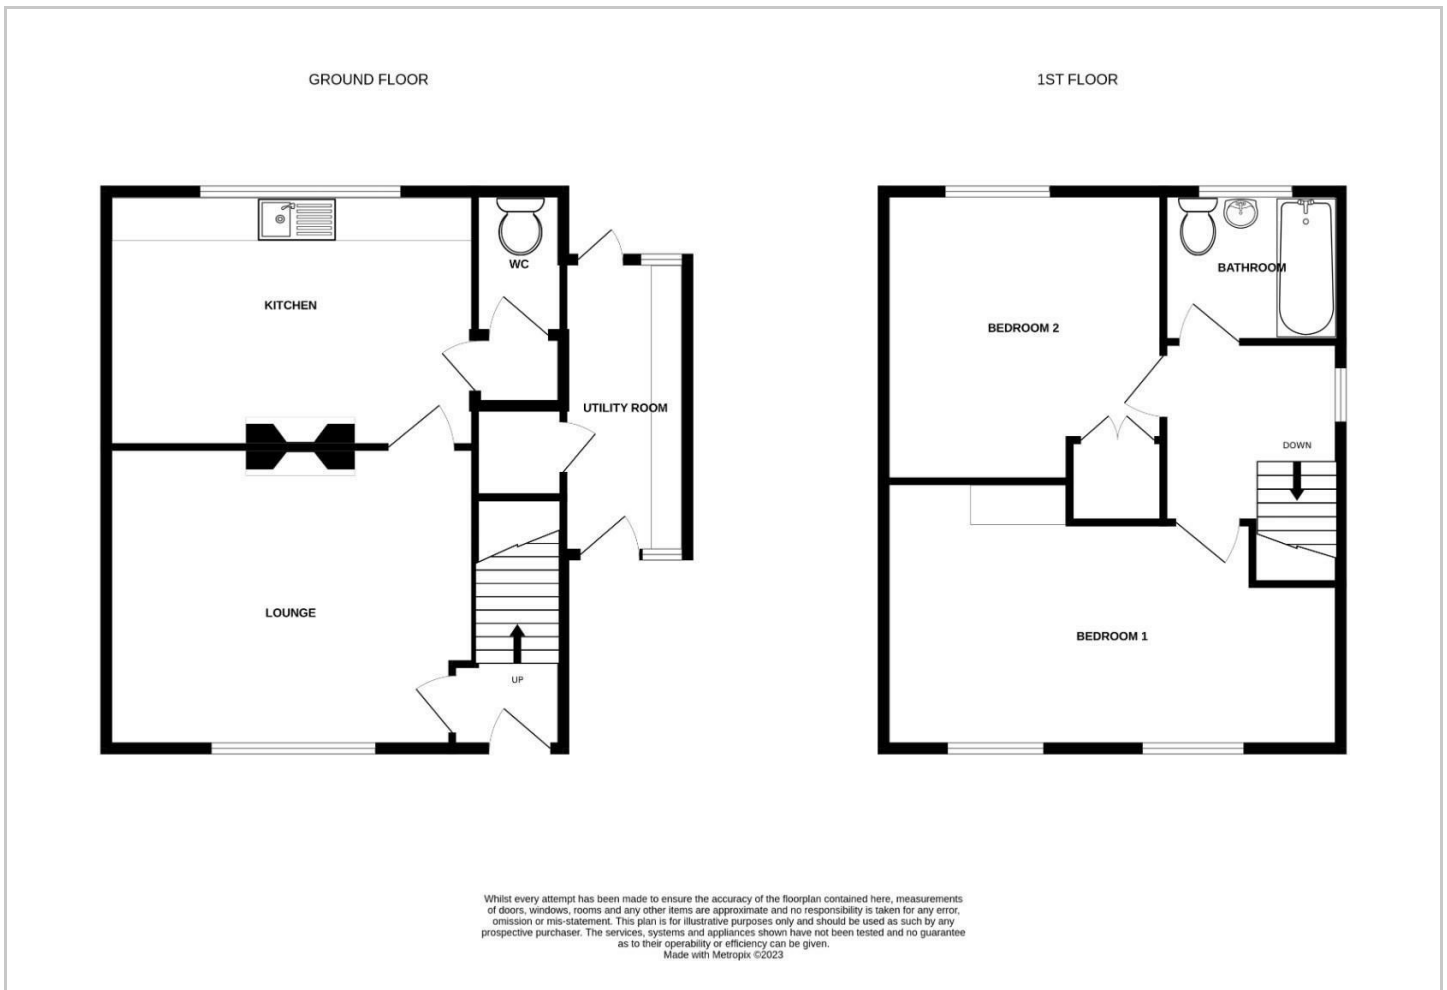 GROUND FLOOR
1ST FLOOR
WC
KITCHEN
UTILITY ROOM
LOUNGE
UP
BATHROOM
BEDROOM 2
DOWN
BEDROOM 1
Whilst every attempt has been made to ensure the accuracy of the floorplan contained here, measurements
of doors, windows, rooms and any other items are approximate and no responsibility is taken for any error,
omission or mis-statement. This plan is for illustrative purposes only and should be used as such by any
prospective purchaser. The services, systems and appliances shown have not been tested and no guarantee
as to their operability or efficiency can be given.
Made with Metropix ©2023